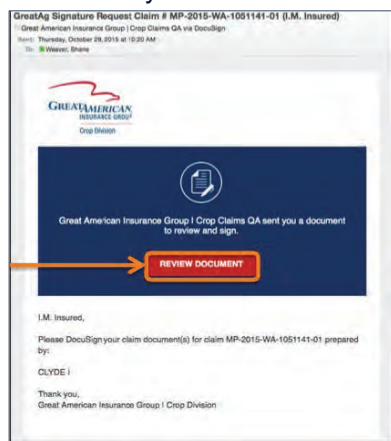 GreatAg Signature Request Claim # MP-2015-WA-1051141-01 (I.M. Insured)
Great American Insurance Group | Crop Claims QA via DocuSign
Sent: Thursday, October 29, 2015 at 10:20 AM
To: Weaver, Shane
GREATAMERICAN
INSURANCE GROUP
Crop Division
Great American Insurance Group | Crop Claims QA sent you a document
to review and sign.
REVIEW DOCUMENT
I.M. Insured,
Please DocuSign your claim document(s) for claim MP-2015-WA-1051141-01 prepared
by:
CLYDE I
Thank you,
Great American Insurance Group | Crop Division